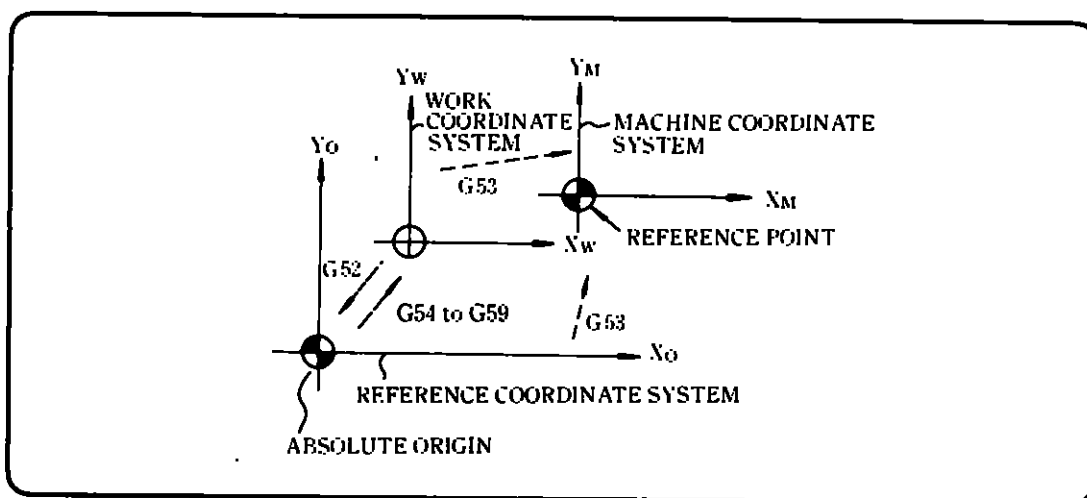 YM
YW
WORK
COORDINATE
SYSTEM
MACHINE COORDINATE
SYSTEM
YO
G53
XM
REFERENCE POINT
XW
G52
G54 to G59
G53
XO
REFERENCE COORDINATE SYSTEM
ABSOLUTE ORIGIN